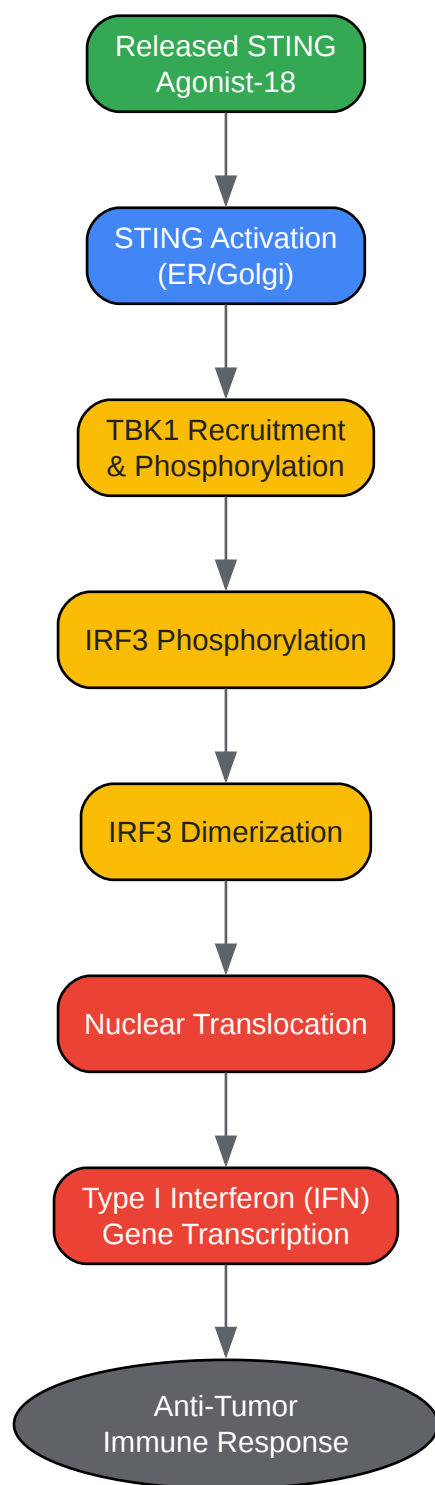 Released STING
Agonist-18
STING Activation
(ER/Golgi)
TBK1 Recruitment
& Phosphorylation
IRF3 Phosphorylation
IRF3 Dimerization
Nuclear Translocation
Type I Interferon (IFN)
Gene Transcription
Anti-Tumor
Immune Response